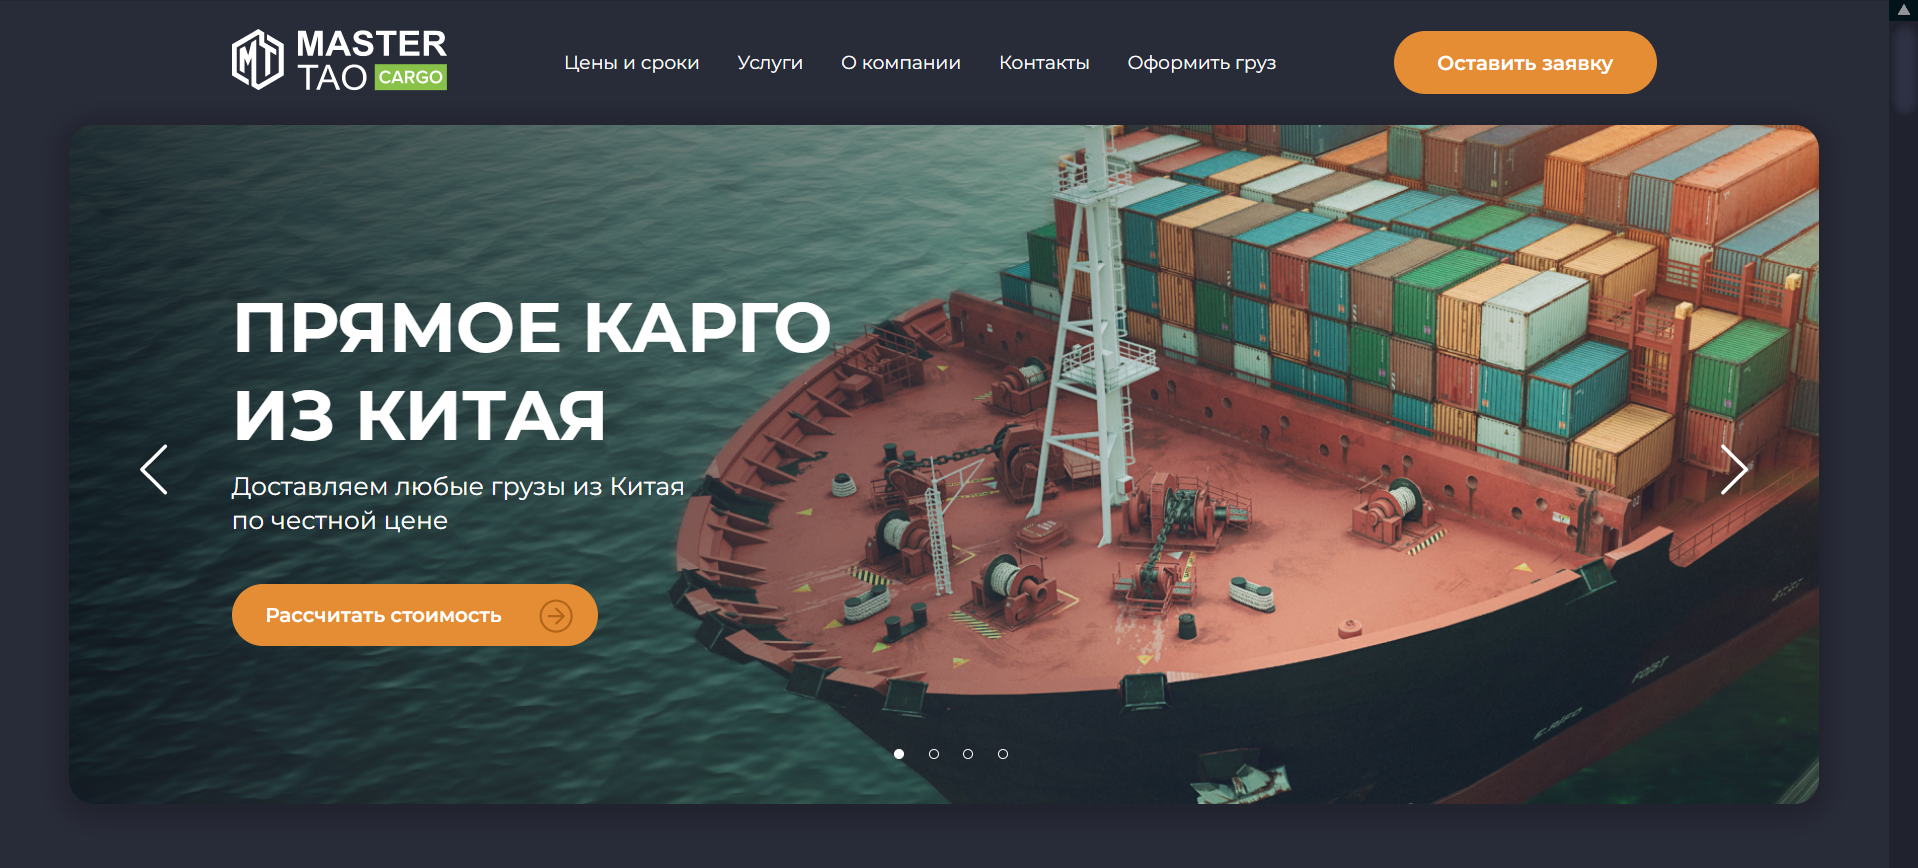 MASTER
TAO CARGO
Цены и сроки
Услуги
О компании
Контакты
Оформить груз
Оставить заявку
ПРЯМОЕ КАРГО
ИЗ КИТАЯ
Доставляем любые грузы из Китая
по честной цене
Рассчитать стоимость